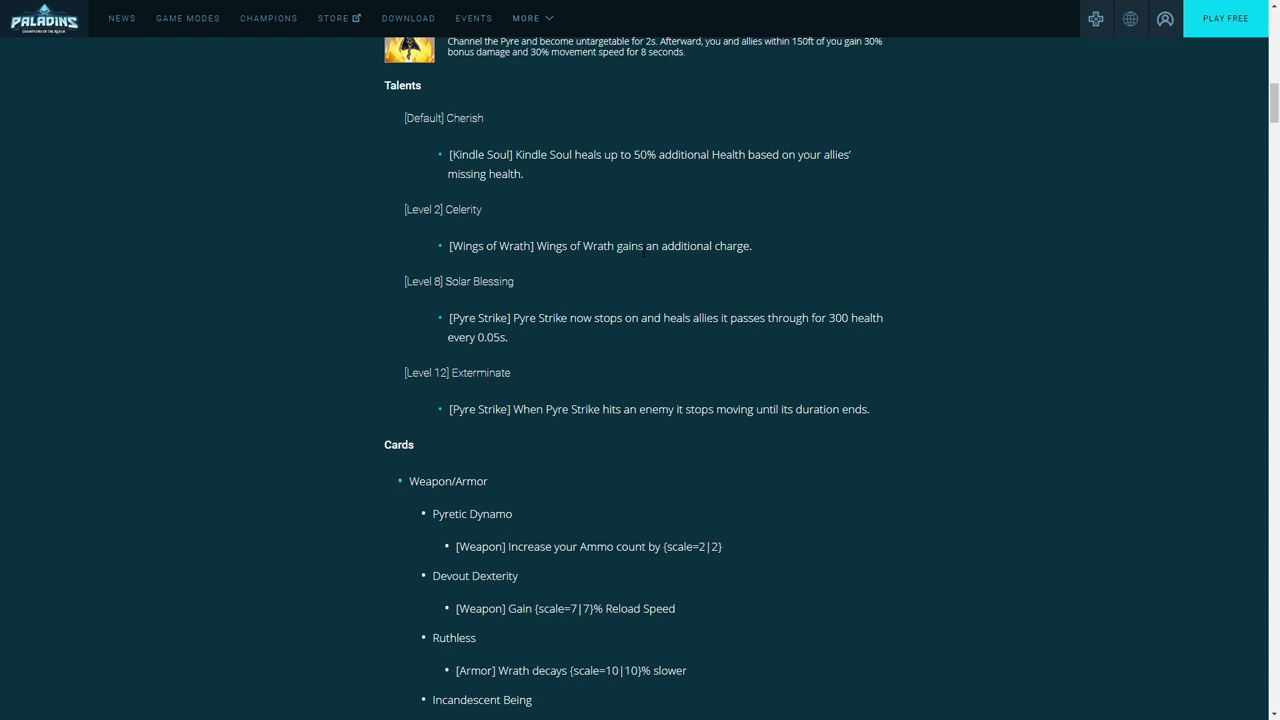 PALADINS
CHAMPIONS OF THE REALM
NEWS
GAME MODES
CHAMPIONS
STORE
DOWNLOAD
EVENTS
MORE
PLAY FREE
Channel the Pyre and become untargetable for 2s. Afterward, you and allies within 150ft of you gain 30%
bonus damage and 30% movement speed for 8 seconds.
Talents
[Default] Cherish
• [Kindle Soul] Kindle Soul heals up to 50% additional Health based on your allies’
missing health.
[Level 2] Celerity
• [Wings of Wrath] Wings of Wrath gains an additional charge.
[Level 8] Solar Blessing
• [Pyre Strike] Pyre Strike now stops on and heals allies it passes through for 300 health
every 0.05s.
[Level 12] Exterminate
• [Pyre Strike] When Pyre Strike hits an enemy it stops moving until its duration ends.
Cards
• Weapon/Armor
• Pyretic Dynamo
• [Weapon] Increase your Ammo count by {scale=2|2}
• Devout Dexterity
• [Weapon] Gain {scale=7|7}% Reload Speed
• Ruthless
• [Armor] Wrath decays {scale=10|10}% slower
• Incandescent Being